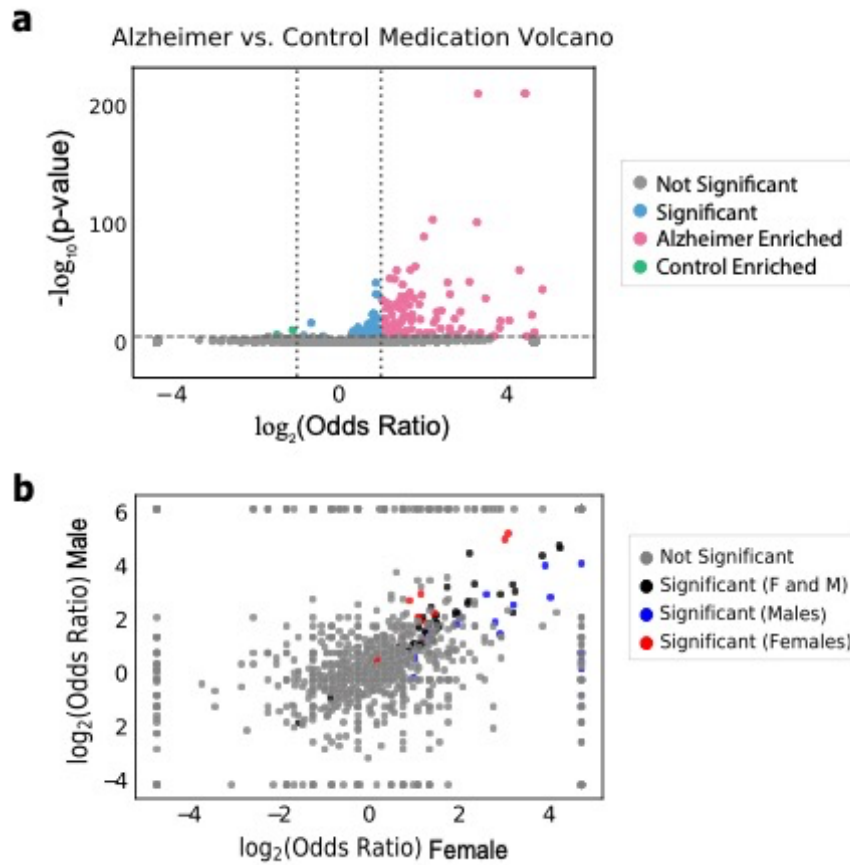 a
Alzheimer vs. Control Medication Volcano
200
100
0
-log₁₀(p-value)
−4
0
4
log₂(Odds Ratio)
Not Significant
Significant
Alzheimer Enriched
Control Enriched
b
6
4
2
0
2
−4
log₂(Odds Ratio) Male
−4
−2
0
2
4
log₂(Odds Ratio) Female
Not Significant
Significant (F and M)
Significant (Males)
Significant (Females)